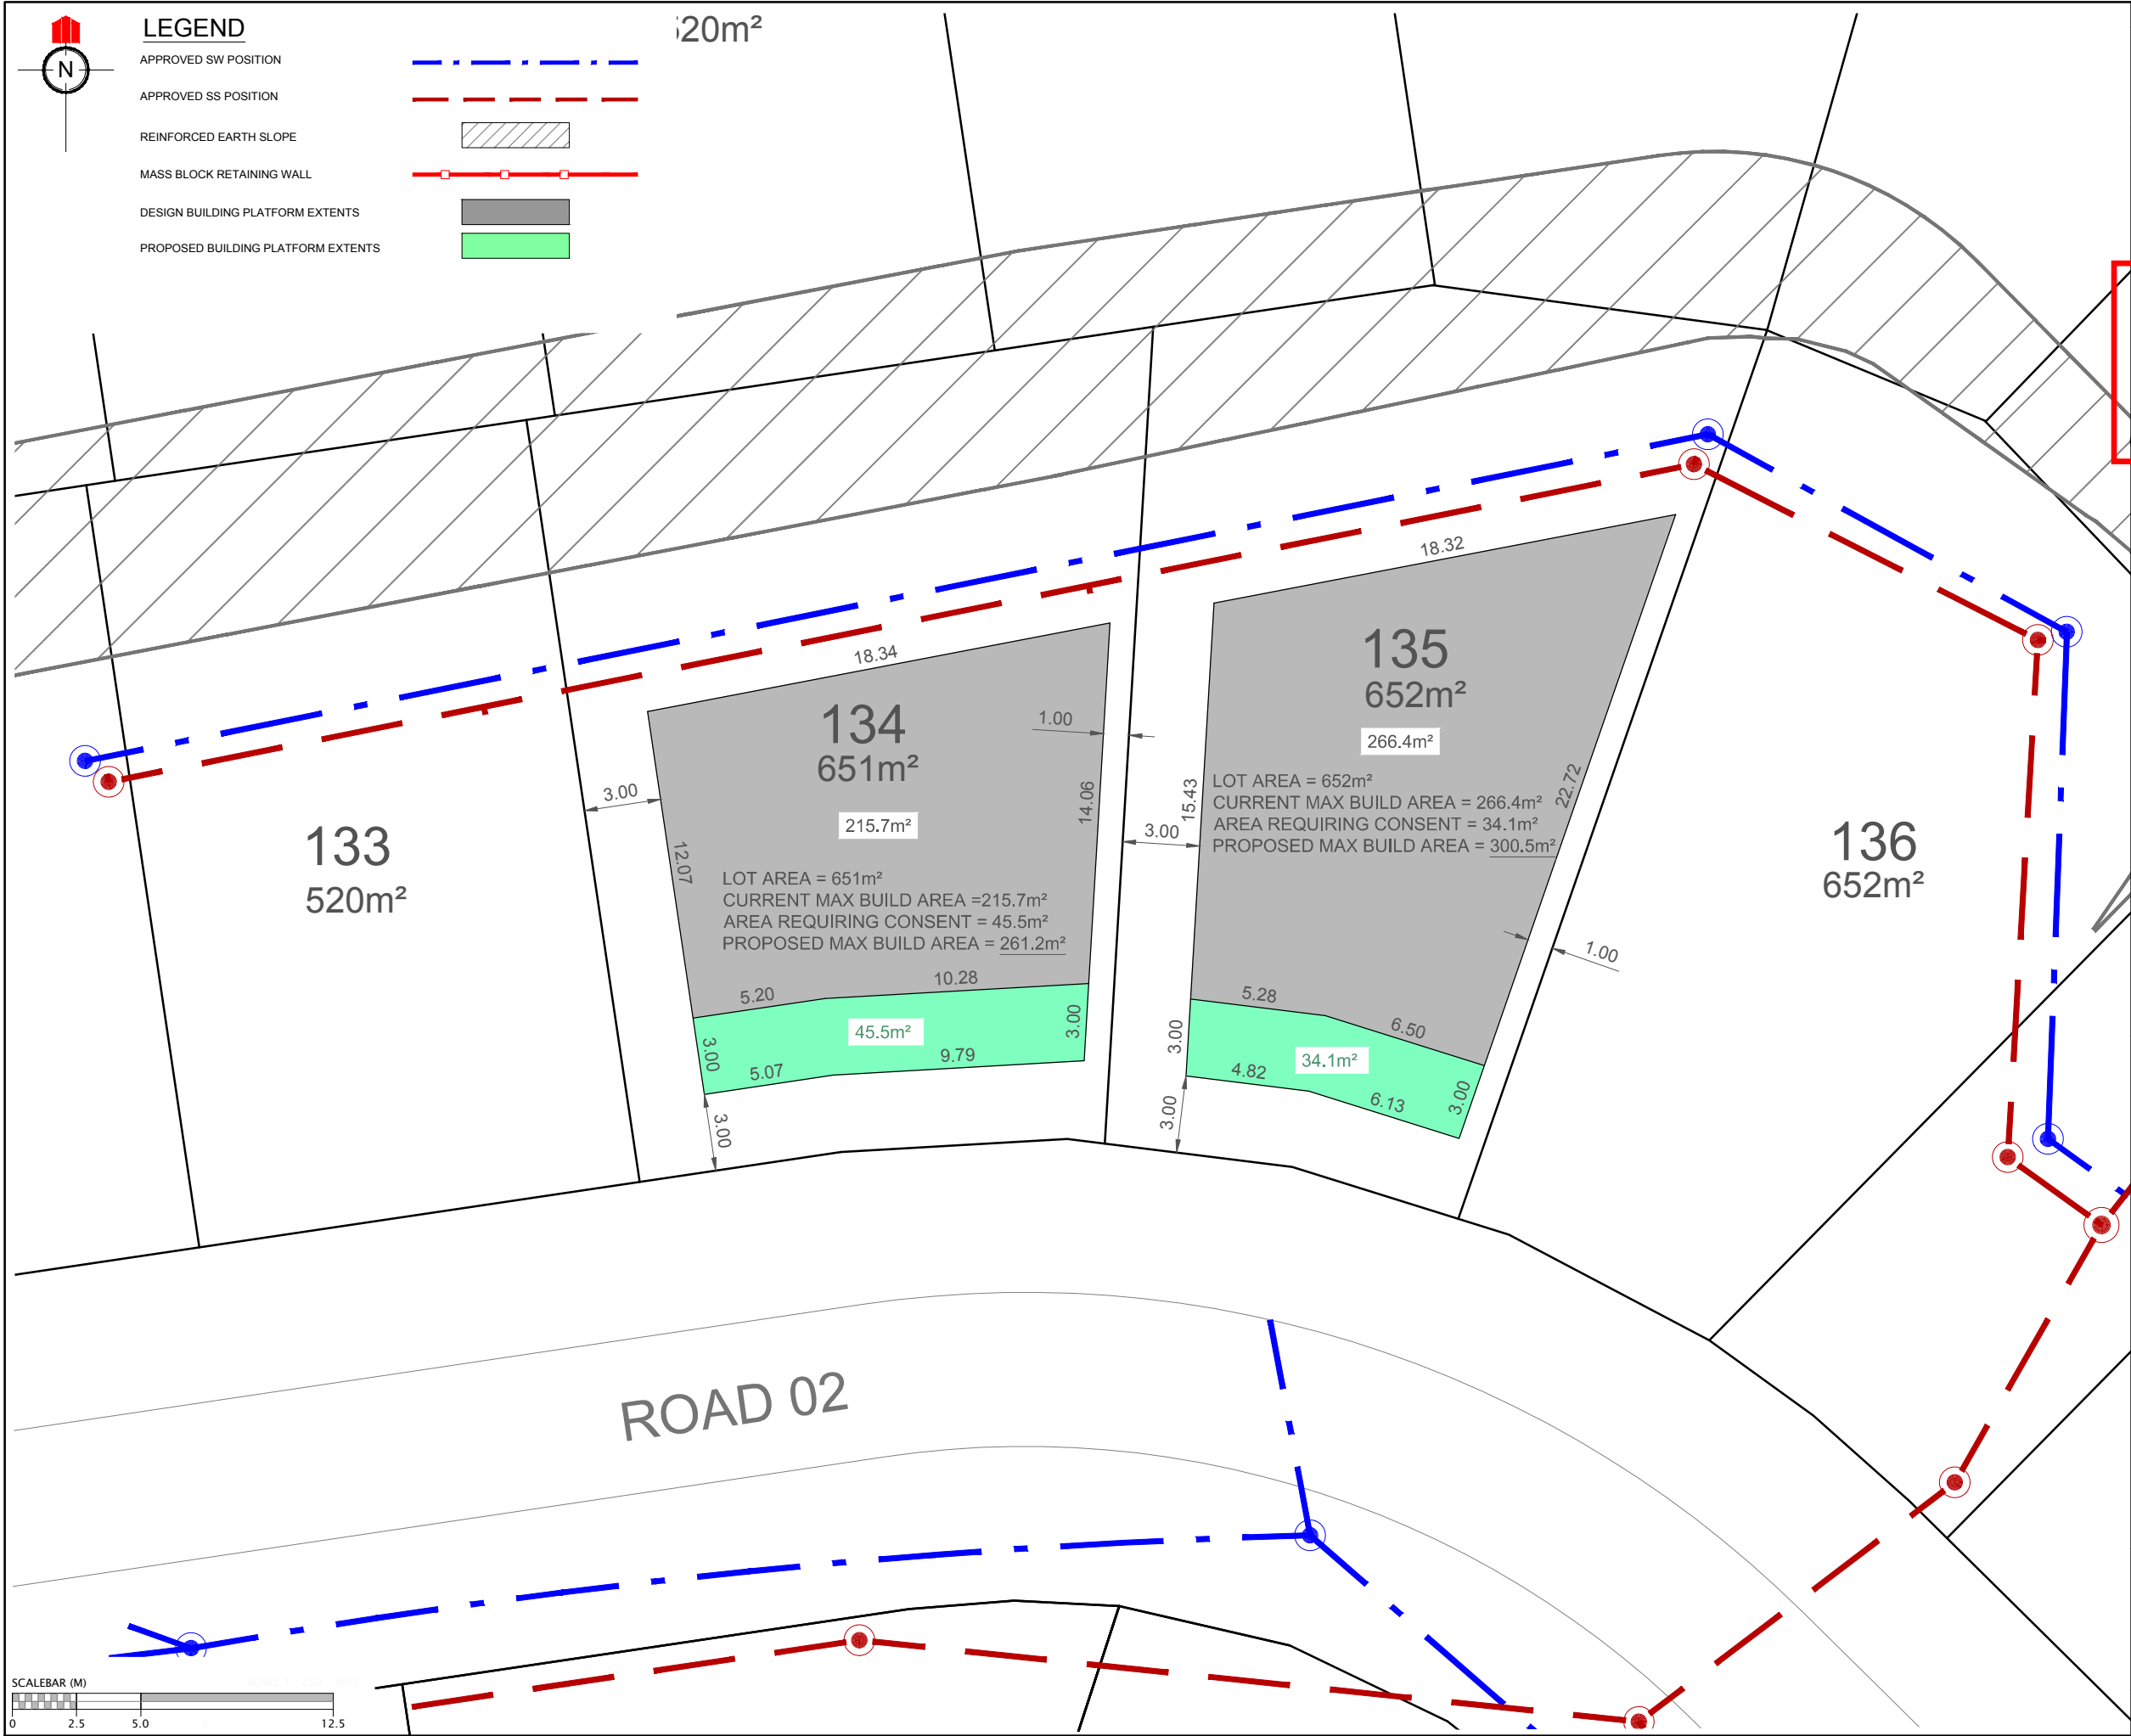 LEGEND
N
APPROVED SW POSITION
APPROVED SS POSITION
REINFORCED EARTH SLOPE
MASS BLOCK RETAINING WALL
DESIGN BUILDING PLATFORM EXTENTS
PROPOSED BUILDING PLATFORM EXTENTS
20m²
18.32
135
652m²
266.4m²
LOT AREA = 652m²
CURRENT MAX BUILD AREA = 266.4m²
AREA REQUIRING CONSENT = 34.1m²
PROPOSED MAX BUILD AREA = 300.5m²
15.43
22.72
3.00
1.00
18.34
134
651m²
1.00
215.7m²
14.06
3.00
12.07
LOT AREA = 651m²
CURRENT MAX BUILD AREA =215.7m²
AREA REQUIRING CONSENT = 45.5m²
PROPOSED MAX BUILD AREA = 261.2m²
133
520m²
136
652m²
5.20
10.28
45.5m²
3.00
3.00
5.07
9.79
3.00
5.28
6.50
3.00
34.1m²
4.82
6.13
3.00
3.00
ROAD 02
SCALEBAR (M)
0 2.5 5.0 12.5